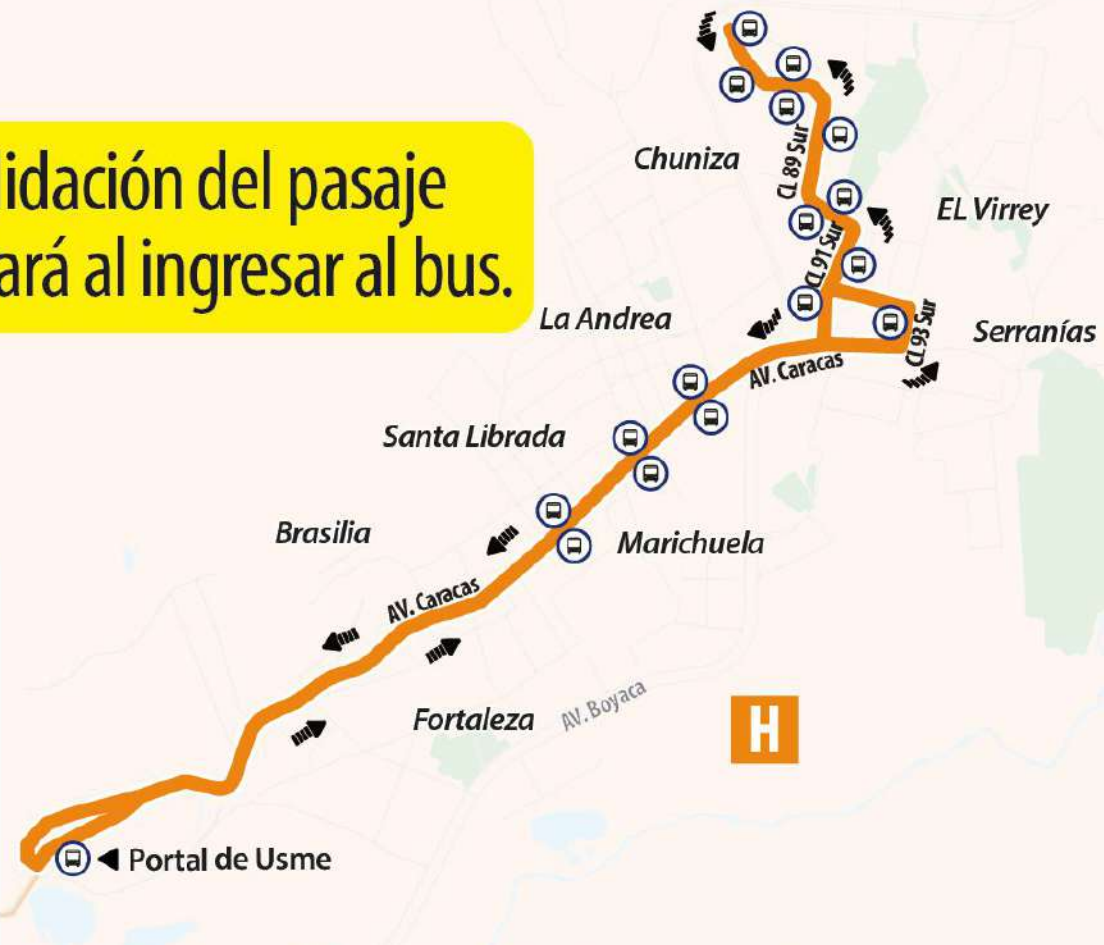 lidación del pasaje
ará al ingresar al bus.
Chuniza
CL 89 Sur
EL Virrey
CL 91 Sur
La Andrea
CL 93 Sur
Serranías
AV. Caracas
Santa Librada
Brasilia
Marichuela
AV. Caracas
Fortaleza
AV. Boyaca
H
Portal de Usme